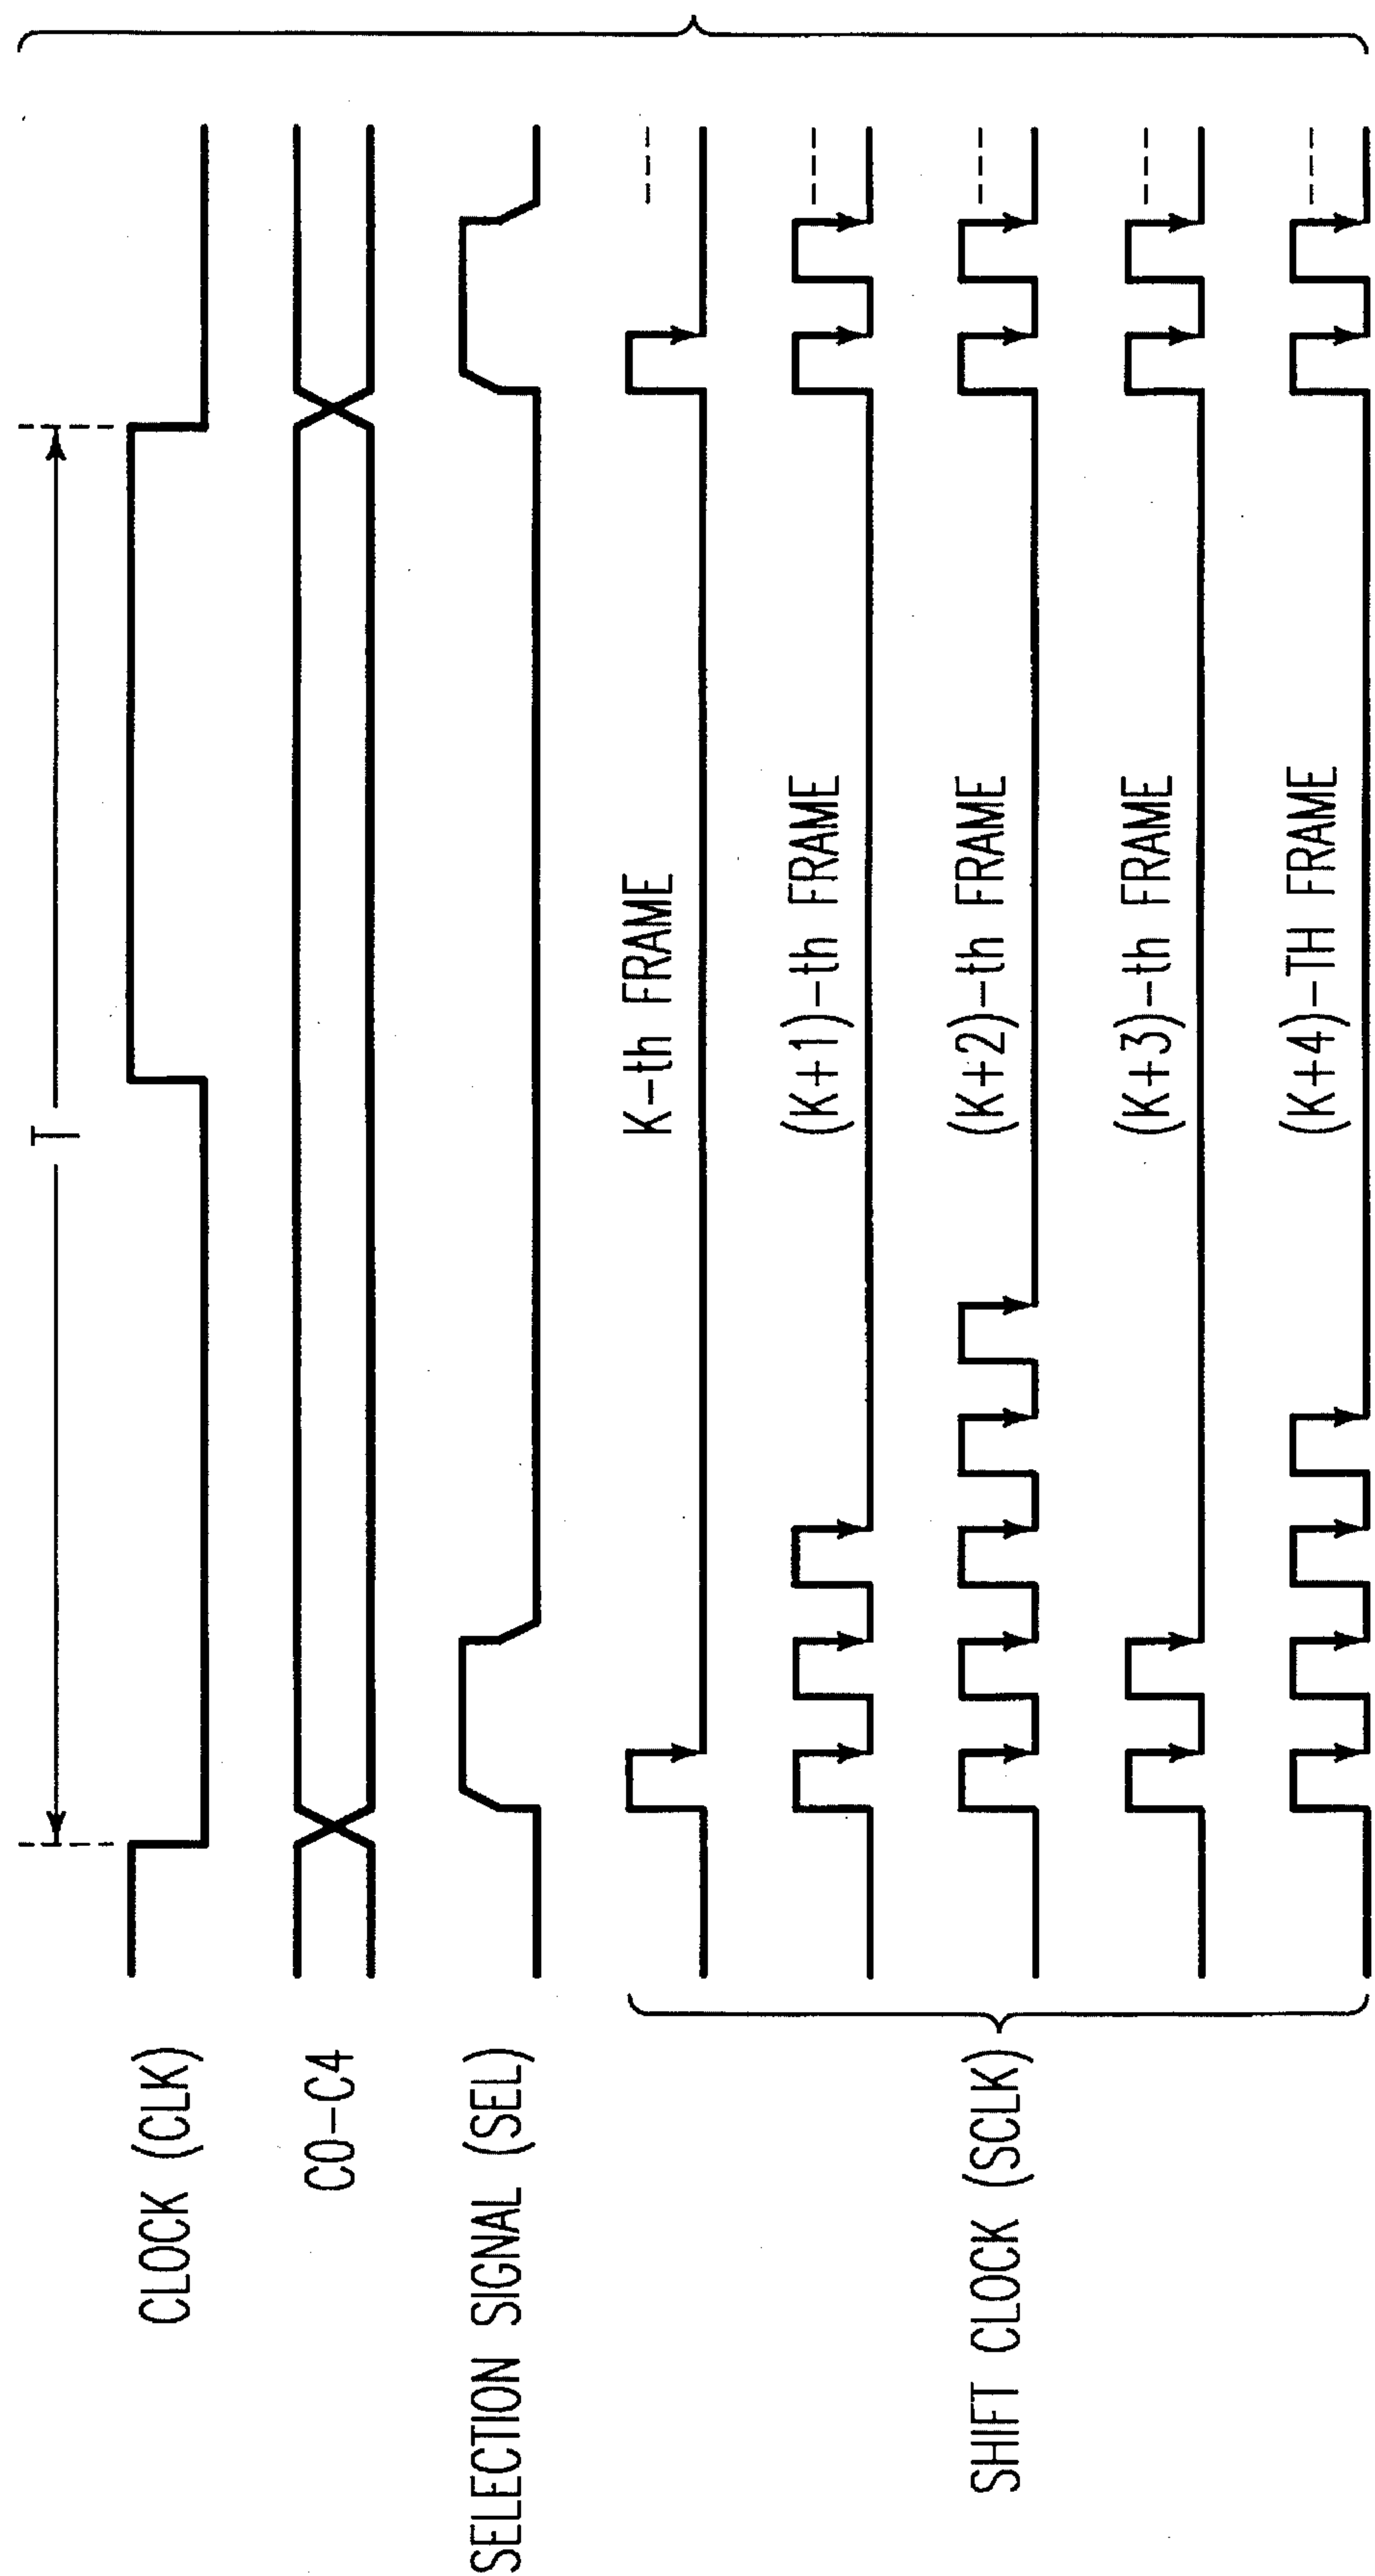 T
CLOCK (CLK)
C0-C4
SELECTION SIGNAL (SEL)
K-th FRAME
(K+1)-th FRAME
(K+2)-th FRAME
SHIFT CLOCK (SCLK)
(K+3)-th FRAME
(K+4)-TH FRAME